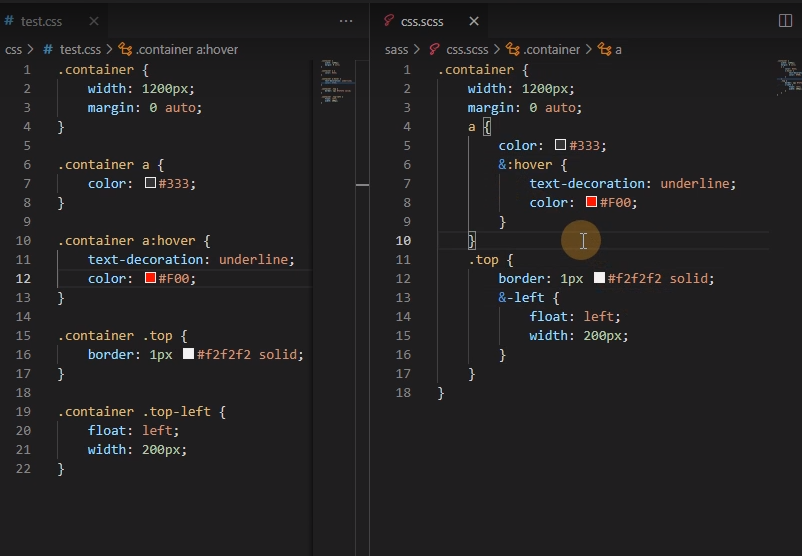 # test.css
css > # test.css > .container a:hover
1 .container {
2 width: 1200px;
3 margin: 0 auto;
4 }
5
6 .container a {
7 color: #333;
8 }
9
10 .container a:hover {
11 text-decoration: underline;
12 color: #F00;
13 }
14
15 .container .top {
16 border: 1px #f2f2f2 solid;
17 }
18
19 .container .top-left {
20 float: left;
21 width: 200px;
22 }
css.scss
sass > css.scss > .container > a
1 .container {
2 width: 1200px;
3 margin: 0 auto;
4 a {
5 color: #333;
6 &:hover {
7 text-decoration: underline;
8 color: #F00;
9 }
10 }
11 .top {
12 border: 1px #f2f2f2 solid;
13 &-left {
14 float: left;
15 width: 200px;
16 }
17 }
18 }